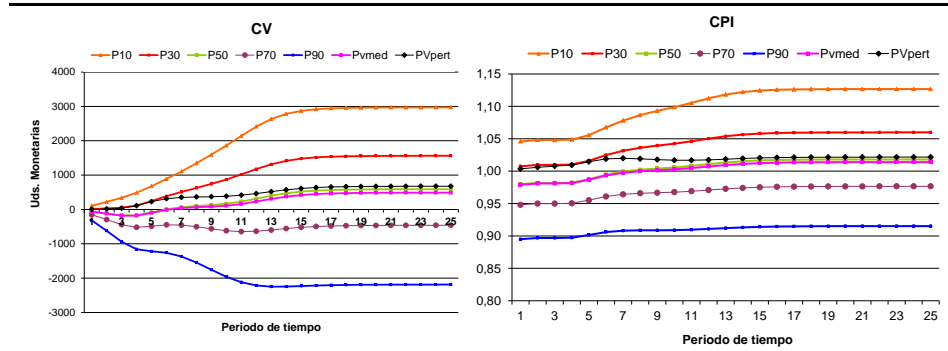 CV
P10 P30 P50 P70 P90 Pvmed PVpert
4000
3000
2000
1000
0
-1000
-2000
-3000
1 3 5 7 9 11 13 15 17 19 21 23 25
Uds. Monetarias
Periodo de tiempo
CPI
P10 P30 P50 P70 P90 Pvmed PVpert
1,15
1,10
1,05
1,00
0,95
0,90
0,85
0,80
1 3 5 7 9 11 13 15 17 19 21 23 25
Periodo de tiempo